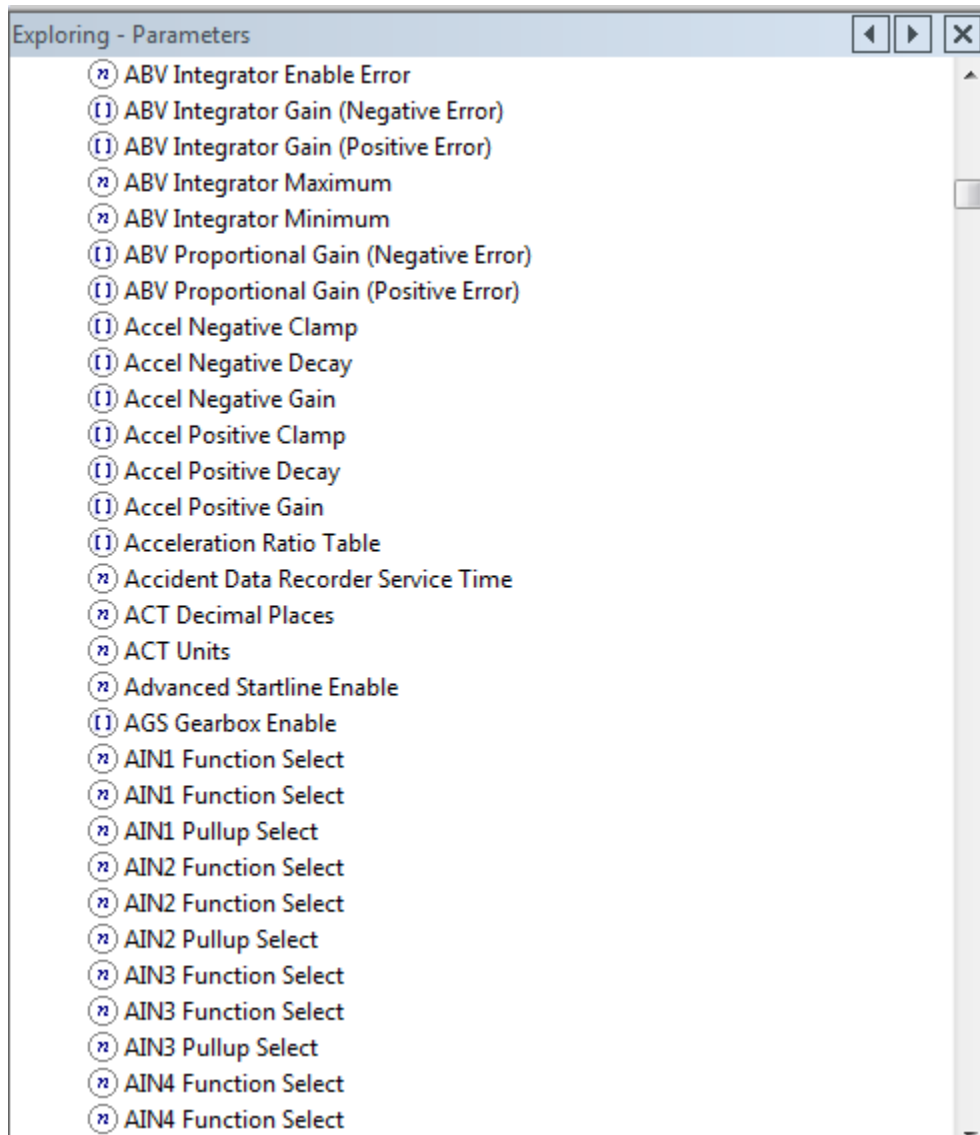 Exploring - Parameters
n ABV Integrator Enable Error
[ ] ABV Integrator Gain (Negative Error)
[ ] ABV Integrator Gain (Positive Error)
n ABV Integrator Maximum
n ABV Integrator Minimum
[ ] ABV Proportional Gain (Negative Error)
[ ] ABV Proportional Gain (Positive Error)
[ ] Accel Negative Clamp
[ ] Accel Negative Decay
[ ] Accel Negative Gain
[ ] Accel Positive Clamp
[ ] Accel Positive Decay
[ ] Accel Positive Gain
[ ] Acceleration Ratio Table
n Accident Data Recorder Service Time
n ACT Decimal Places
n ACT Units
n Advanced Startline Enable
[ ] AGS Gearbox Enable
n AIN1 Function Select
n AIN1 Function Select
n AIN1 Pullup Select
n AIN2 Function Select
n AIN2 Function Select
n AIN2 Pullup Select
n AIN3 Function Select
n AIN3 Function Select
n AIN3 Pullup Select
n AIN4 Function Select
n AIN4 Function Select